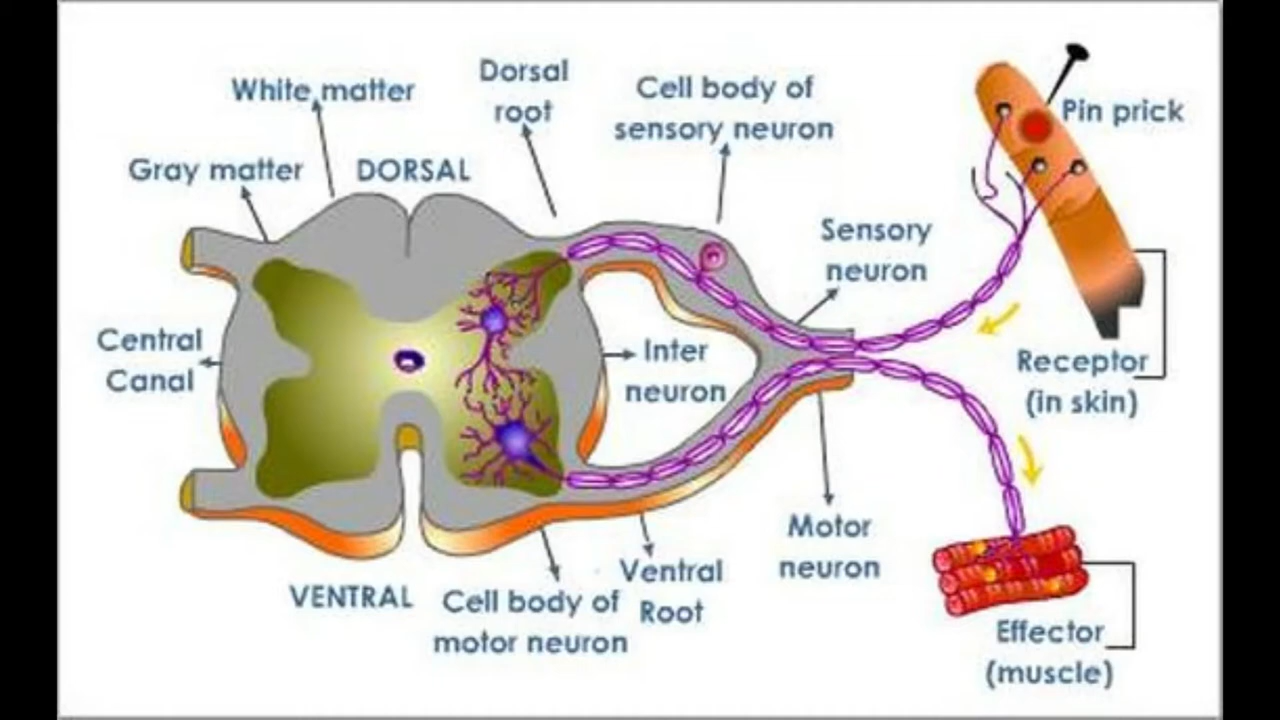 White matter
Dorsal
root
Cell body of
sensory neuron
Pin prick
Gray matter
DORSAL
Sensory
neuron
Central
Canal
Inter
neuron
Receptor
(in skin)
Motor
neuron
VENTRAL
Cell body of
motor neuron
Ventral
Root
Effector
(muscle)